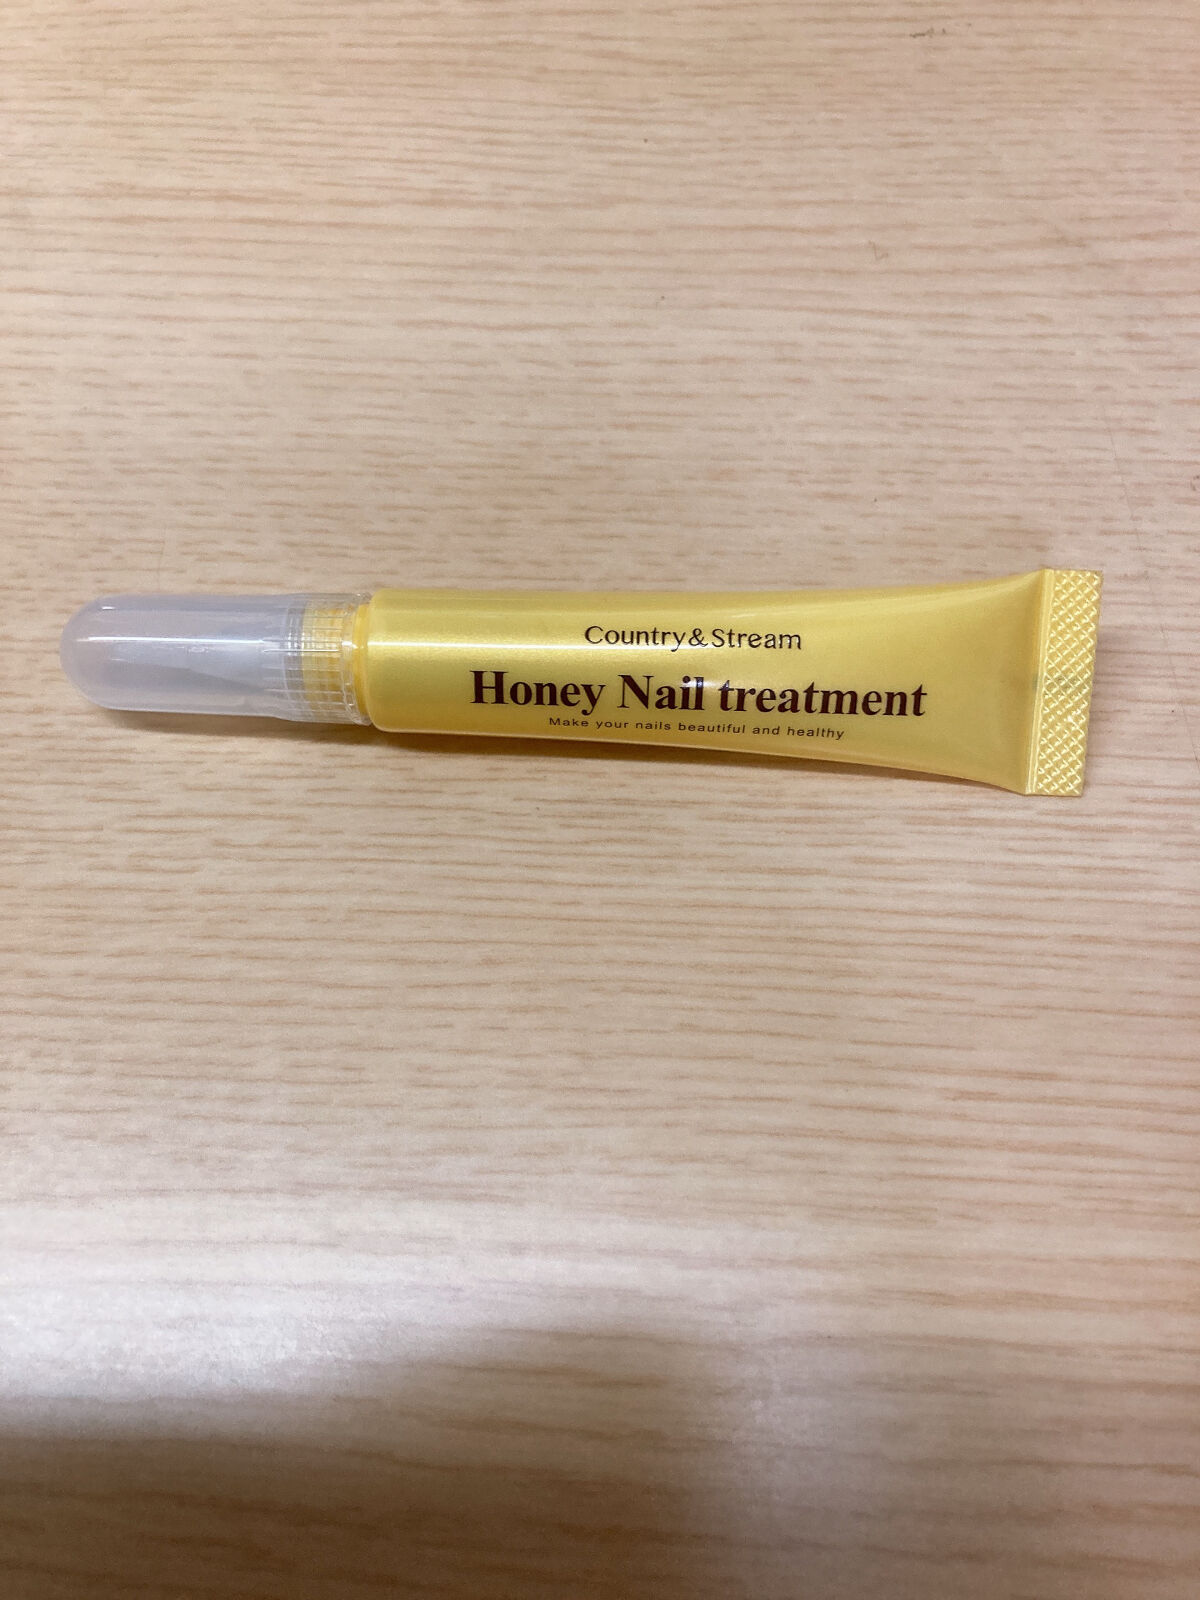 Country&Stream
Honey Nail treatment
Make your nails beautiful and healthy